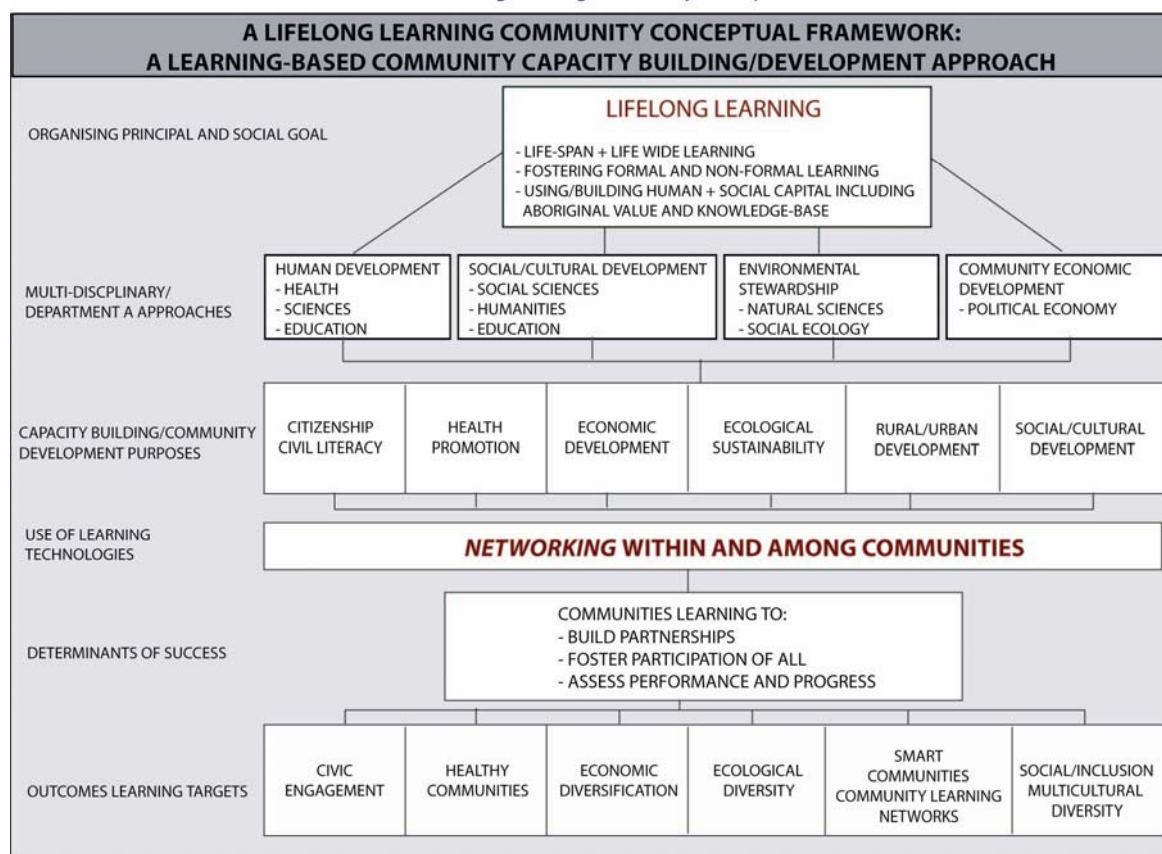 A LIFELONG LEARNING COMMUNITY CONCEPTUAL FRAMEWORK:
A LEARNING-BASED COMMUNITY CAPACITY BUILDING/DEVELOPMENT APPROACH
ORGANISING PRINCIPAL AND SOCIAL GOAL
LIFELONG LEARNING
- LIFE-SPAN + LIFE WIDE LEARNING
- FOSTERING FORMAL AND NON-FORMAL LEARNING
- USING/BUILDING HUMAN + SOCIAL CAPITAL INCLUDING
ABORIGINAL VALUE AND KNOWLEDGE-BASE
MULTI-DISCPLINARY/
DEPARTMENT A APPROACHES
HUMAN DEVELOPMENT
- HEALTH
- SCIENCES
- EDUCATION
SOCIAL/CULTURAL DEVELOPMENT
- SOCIAL SCIENCES
- HUMANITIES
- EDUCATION
ENVIRONMENTAL
STEWARDSHIP
- NATURAL SCIENCES
- SOCIAL ECOLOGY
COMMUNITY ECONOMIC
DEVELOPMENT
- POLITICAL ECONOMY
CAPACITY BUILDING/COMMUNITY
DEVELOPMENT PURPOSES
CITIZENSHIP
CIVIL LITERACY
HEALTH
PROMOTION
ECONOMIC
DEVELOPMENT
ECOLOGICAL
SUSTAINABILITY
RURAL/URBAN
DEVELOPMENT
SOCIAL/CULTURAL
DEVELOPMENT
USE OF LEARNING
TECHNOLOGIES
NETWORKING WITHIN AND AMONG COMMUNITIES
DETERMINANTS OF SUCCESS
COMMUNITIES LEARNING TO:
- BUILD PARTNERSHIPS
- FOSTER PARTICIPATION OF ALL
- ASSESS PERFORMANCE AND PROGRESS
OUTCOMES LEARNING TARGETS
CIVIC
ENGAGEMENT
HEALTHY
COMMUNITIES
ECONOMIC
DIVERSIFICATION
ECOLOGICAL
DIVERSITY
SMART
COMMUNITIES
COMMUNITY LEARNING
NETWORKS
SOCIAL/INCLUSION
MULTICULTURAL
DIVERSITY